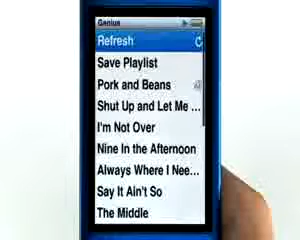 Genius
Refresh
Save Playlist
Pork and Beans
Shut Up and Let Me ...
I'm Not Over
Nine In the Afternoon
Always Where I Nee...
Say It Ain't So
The Middle